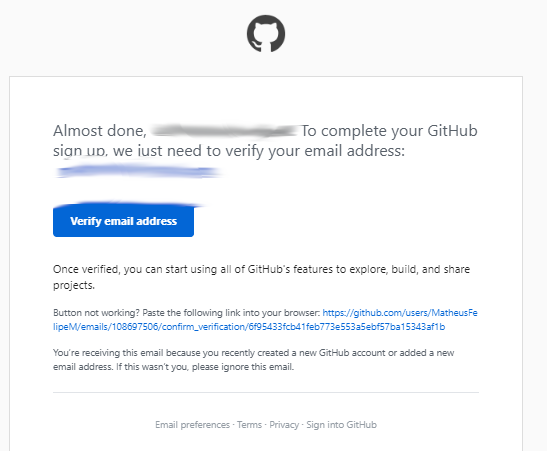 Almost done, To complete your GitHub
sign up, we just need to verify your email address:
Verify email address
Once verified, you can start using all of GitHub's features to explore, build, and share
projects.
Button not working? Paste the following link into your browser: https://github.com/users/MatheusFe
lipeM/emails/108697506/confirm_verification/6f95433fcb41feb773e553a5ebf57ba15343af1b
You're receiving this email because you recently created a new GitHub account or added a new
email address. If this wasn't you, please ignore this email.
Email preferences · Terms · Privacy · Sign into GitHub